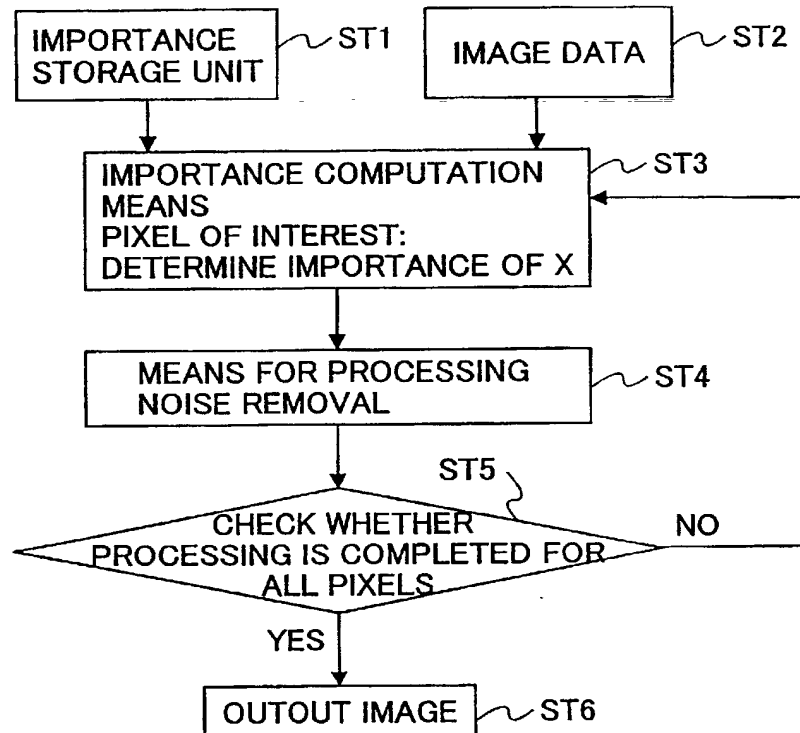 IMPORTANCE
STORAGE UNIT
ST1
IMAGE DATA
ST2
IMPORTANCE COMPUTATION
MEANS
PIXEL OF INTEREST:
DETERMINE IMPORTANCE OF X
ST3
MEANS FOR PROCESSING
NOISE REMOVAL
ST4
ST5
CHECK WHETHER
PROCESSING IS COMPLETED FOR
ALL PIXELS
NO
YES
OUTOUT IMAGE
ST6